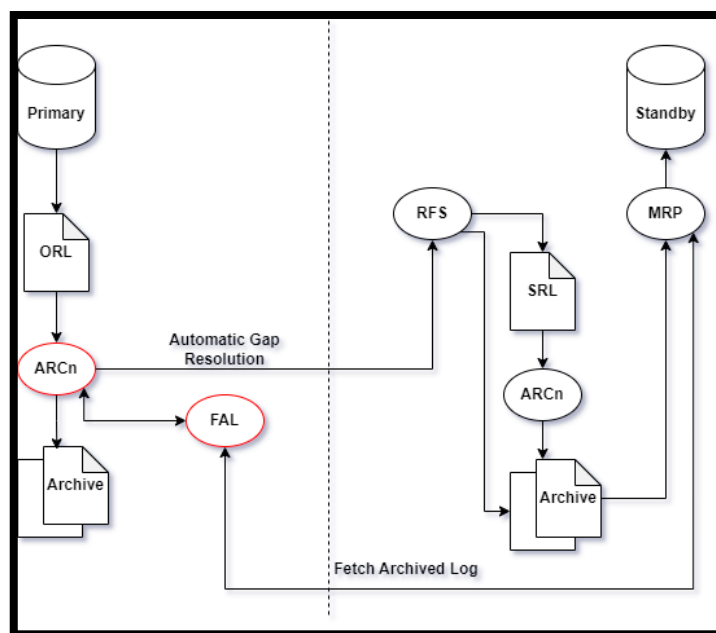 Primary
Standby
RFS
MRP
ORL
SRL
Automatic Gap
Resolution
ARCn
ARCn
FAL
Archive
Archive
Fetch Archived Log